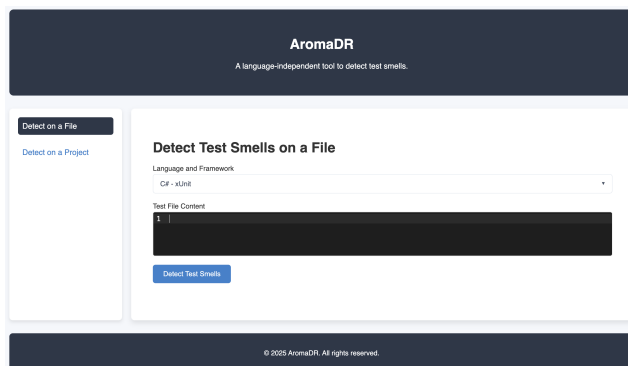 AromaDR
A language-independent tool to detect test smells.
Detect on a File
Detect on a Project
Detect Test Smells on a File
Language and Framework
C# - xUnit
Test File Content
1
Detect Test Smells
© 2025 AromaDR. All rights reserved.